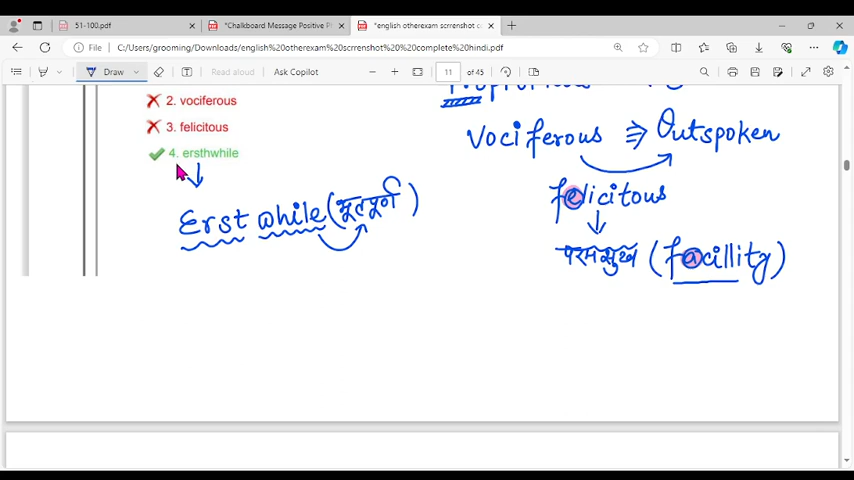 51-100.pdf
*Chalkboard Message Positive P
*english otherexam scrrenshot
File C:/Users/grooming/Downloads/english%20otherexam%20scrrenshot%20%20complete%20hindi.pdf
Draw Read aloud Ask Copilot 11 of 45
2. vociferous
3. felicitous
4. ersthwhile
Vociferous ⇒ Outspoken
felicitous
Erst while (भूतपूर्ण)
परमसुख (facillity)